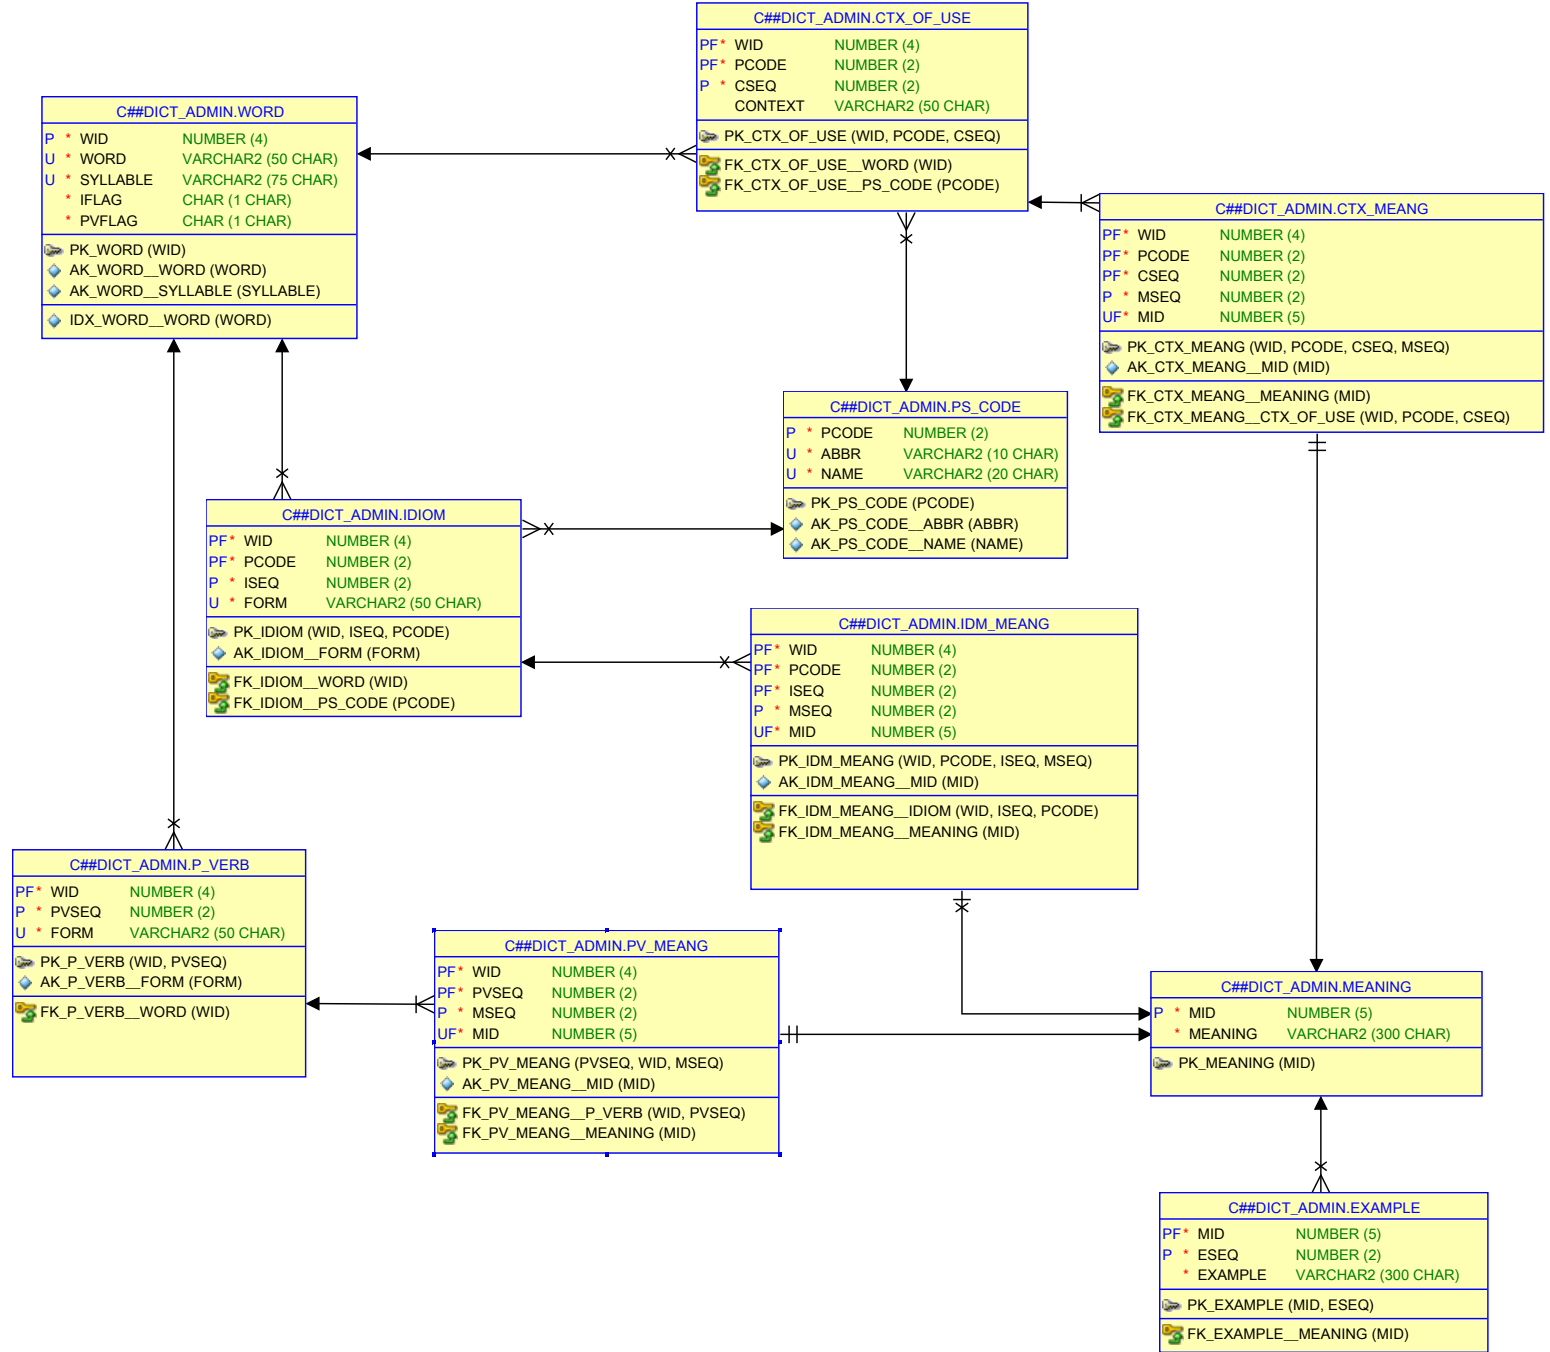 C##DICT_ADMIN.CTX_OF_USE
PF* WID NUMBER (4)
PF* PCODE NUMBER (2)
P * CSEQ NUMBER (2)
CONTEXT VARCHAR2 (50 CHAR)
PK_CTX_OF_USE (WID, PCODE, CSEQ)
FK_CTX_OF_USE__WORD (WID)
FK_CTX_OF_USE__PS_CODE (PCODE)
C##DICT_ADMIN.WORD
P * WID NUMBER (4)
U * WORD VARCHAR2 (50 CHAR)
U * SYLLABLE VARCHAR2 (75 CHAR)
* IFLAG CHAR (1 CHAR)
* PVFLAG CHAR (1 CHAR)
PK_WORD (WID)
AK_WORD__WORD (WORD)
AK_WORD__SYLLABLE (SYLLABLE)
IDX_WORD__WORD (WORD)
C##DICT_ADMIN.CTX_MEANG
PF* WID NUMBER (4)
PF* PCODE NUMBER (2)
PF* CSEQ NUMBER (2)
P * MSEQ NUMBER (2)
UF* MID NUMBER (5)
PK_CTX_MEANG (WID, PCODE, CSEQ, MSEQ)
AK_CTX_MEANG__MID (MID)
FK_CTX_MEANG__MEANING (MID)
FK_CTX_MEANG__CTX_OF_USE (WID, PCODE, CSEQ)
C##DICT_ADMIN.PS_CODE
P * PCODE NUMBER (2)
U * ABBR VARCHAR2 (10 CHAR)
U * NAME VARCHAR2 (20 CHAR)
PK_PS_CODE (PCODE)
AK_PS_CODE__ABBR (ABBR)
AK_PS_CODE__NAME (NAME)
C##DICT_ADMIN.IDIOM
PF* WID NUMBER (4)
PF* PCODE NUMBER (2)
P * ISEQ NUMBER (2)
U * FORM VARCHAR2 (50 CHAR)
PK_IDIOM (WID, ISEQ, PCODE)
AK_IDIOM__FORM (FORM)
FK_IDIOM__WORD (WID)
FK_IDIOM__PS_CODE (PCODE)
C##DICT_ADMIN.IDM_MEANG
PF* WID NUMBER (4)
PF* PCODE NUMBER (2)
PF* ISEQ NUMBER (2)
P * MSEQ NUMBER (2)
UF* MID NUMBER (5)
PK_IDM_MEANG (WID, PCODE, ISEQ, MSEQ)
AK_IDM_MEANG__MID (MID)
FK_IDM_MEANG__IDIOM (WID, ISEQ, PCODE)
FK_IDM_MEANG__MEANING (MID)
C##DICT_ADMIN.P_VERB
PF* WID NUMBER (4)
P * PVSEQ NUMBER (2)
U * FORM VARCHAR2 (50 CHAR)
PK_P_VERB (WID, PVSEQ)
AK_P_VERB__FORM (FORM)
FK_P_VERB__WORD (WID)
C##DICT_ADMIN.PV_MEANG
PF* WID NUMBER (4)
PF* PVSEQ NUMBER (2)
P * MSEQ NUMBER (2)
UF* MID NUMBER (5)
PK_PV_MEANG (PVSEQ, WID, MSEQ)
AK_PV_MEANG__MID (MID)
FK_PV_MEANG__P_VERB (WID, PVSEQ)
FK_PV_MEANG__MEANING (MID)
C##DICT_ADMIN.MEANING
P * MID NUMBER (5)
* MEANING VARCHAR2 (300 CHAR)
PK_MEANING (MID)
C##DICT_ADMIN.EXAMPLE
PF* MID NUMBER (5)
P * ESEQ NUMBER (2)
* EXAMPLE VARCHAR2 (300 CHAR)
PK_EXAMPLE (MID, ESEQ)
FK_EXAMPLE__MEANING (MID)